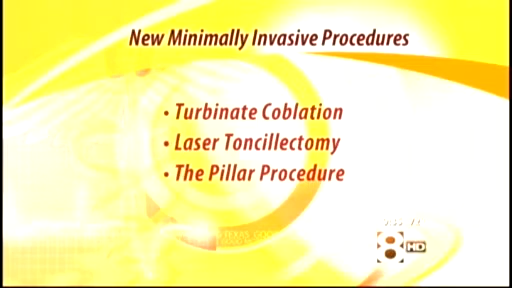 New Minimally Invasive Procedures
• Turbinate Coblation
• Laser Toncillectomy
• The Pillar Procedure
8 HD